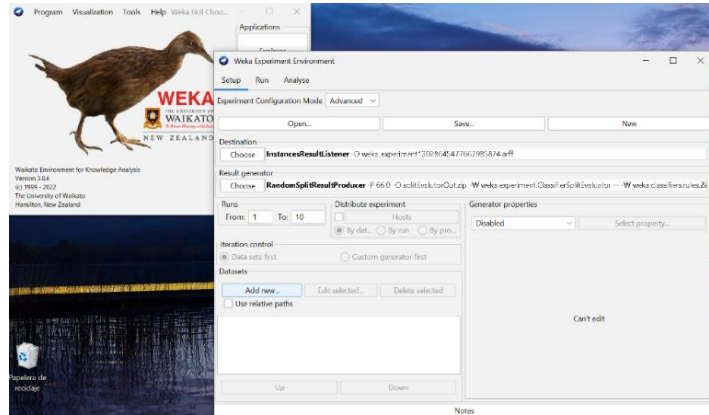 Program Visualization Tools Help Weka GUI Choo...
Applications
WEKA
THE UNIVERSITY OF
WAIKATO
NEW ZEALAND
Waikato Environment for Knowledge Analysis
Version 3.8.6
(c) 1999 - 2022
The University of Waikato
Hamilton, New Zealand
Papelera de
reciclaje
Weka Experiment Environment
Setup Run Analyse
Experiment Configuration Mode Advanced
Open... Save... New
Destination
Choose InstancesResultListener -O
Result generator
Choose RandomSplitResultProducer -P 66.0 -O splitEvalutorOut.zip -W weka.experiment.ClassifierSplitEvaluator -- -W weka.classifiers.rules.Ze
Runs Distribute experiment Generator properties
From: 1 To: 10 Hosts Disabled Select property...
By dat... By run By pro...
Iteration control
Data sets first Custom generator first
Datasets
Add new... Edit selected... Delete selected
Use relative paths
Can't edit
Up Down
Notes